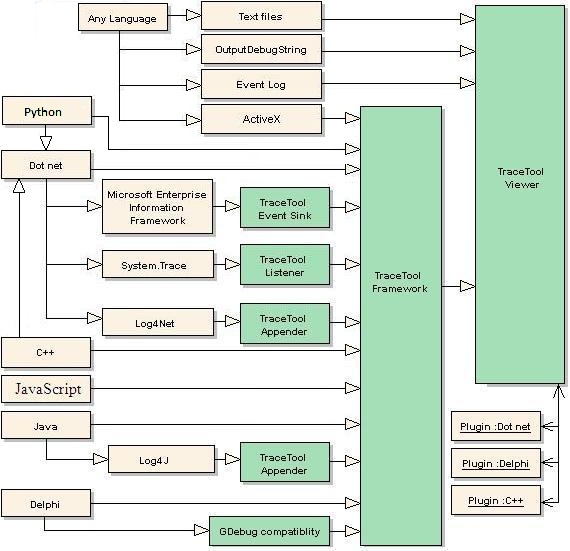 Any Language
Text files
OutputDebugString
Event Log
ActiveX
Python
Dot net
Microsoft Enterprise
Information
Framework
TraceTool
Event Sink
System.Trace
TraceTool
Listener
Log4Net
TraceTool
Appender
C++
JavaScript
Java
Log4J
TraceTool
Appender
Delphi
GDebug compatiblity
TraceTool
Framework
TraceTool
Viewer
Plugin :Dot net
Plugin :Delphi
Plugin :C++